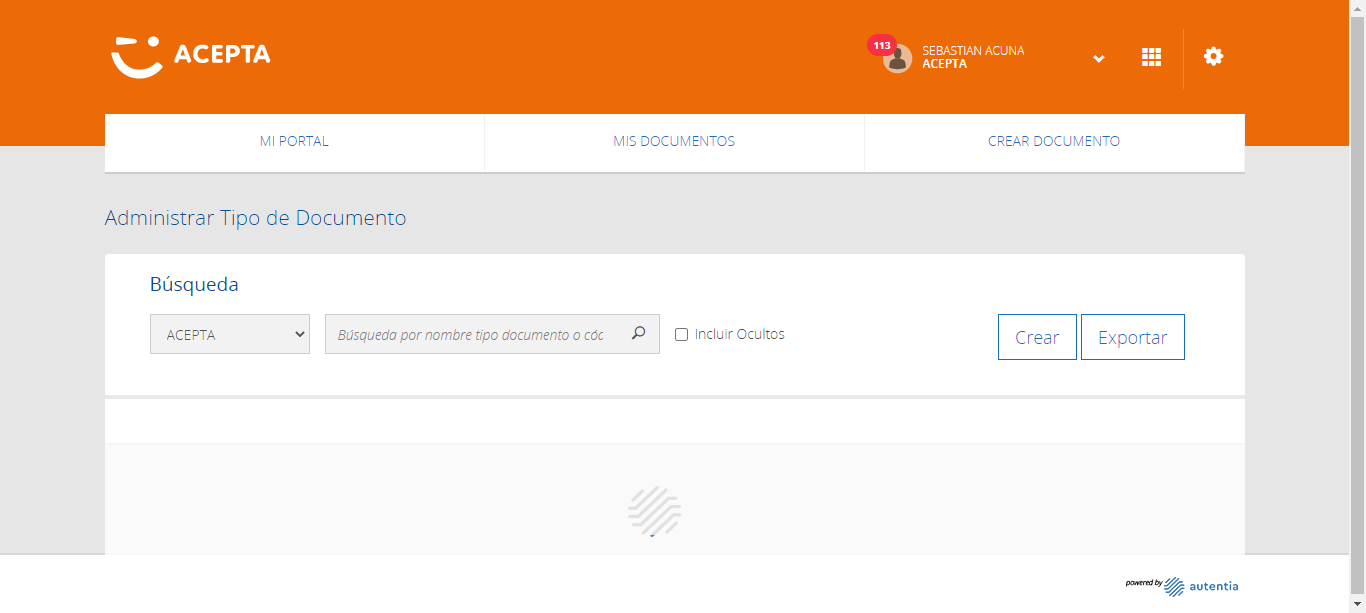 ACEPTA
113
SEBASTIAN ACUNA
ACEPTA
MI PORTAL
MIS DOCUMENTOS
CREAR DOCUMENTO
Administrar Tipo de Documento
Búsqueda
ACEPTA
Búsqueda por nombre tipo documento o cóc
Incluir Ocultos
Crear
Exportar
powered by
autentia